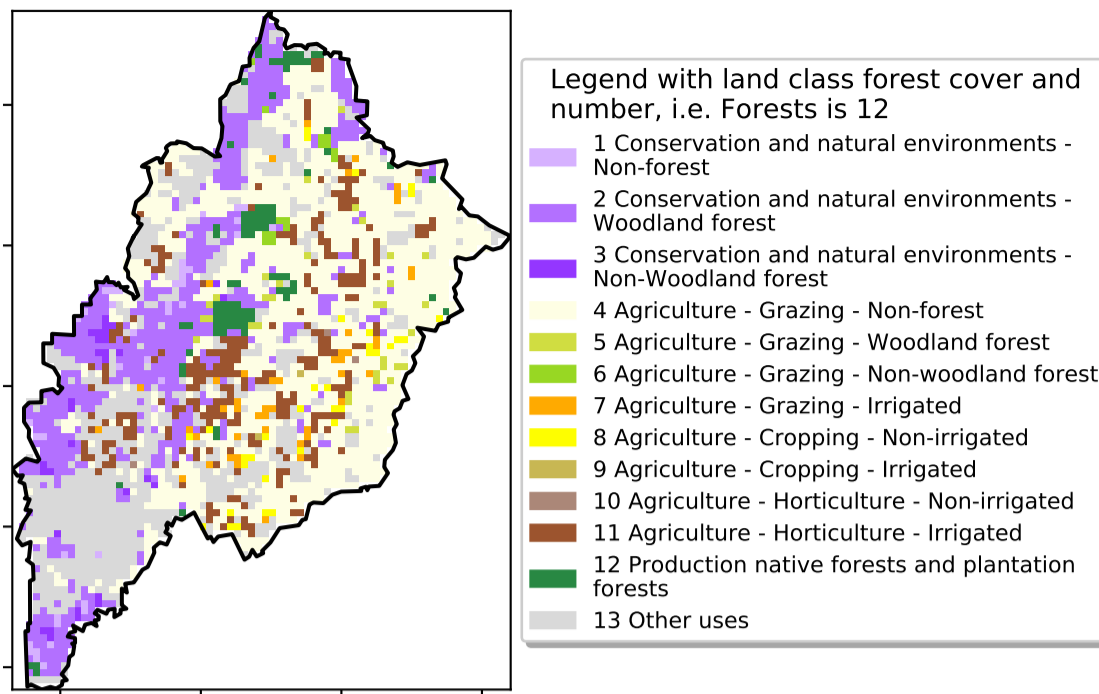 Legend with land class forest cover and
number, i.e. Forests is 12
1 Conservation and natural environments -
Non-forest
2 Conservation and natural environments -
Woodland forest
3 Conservation and natural environments -
Non-Woodland forest
4 Agriculture - Grazing - Non-forest
5 Agriculture - Grazing - Woodland forest
6 Agriculture - Grazing - Non-woodland forest
7 Agriculture - Grazing - Irrigated
8 Agriculture - Cropping - Non-irrigated
9 Agriculture - Cropping - Irrigated
10 Agriculture - Horticulture - Non-irrigated
11 Agriculture - Horticulture - Irrigated
12 Production native forests and plantation
forests
13 Other uses